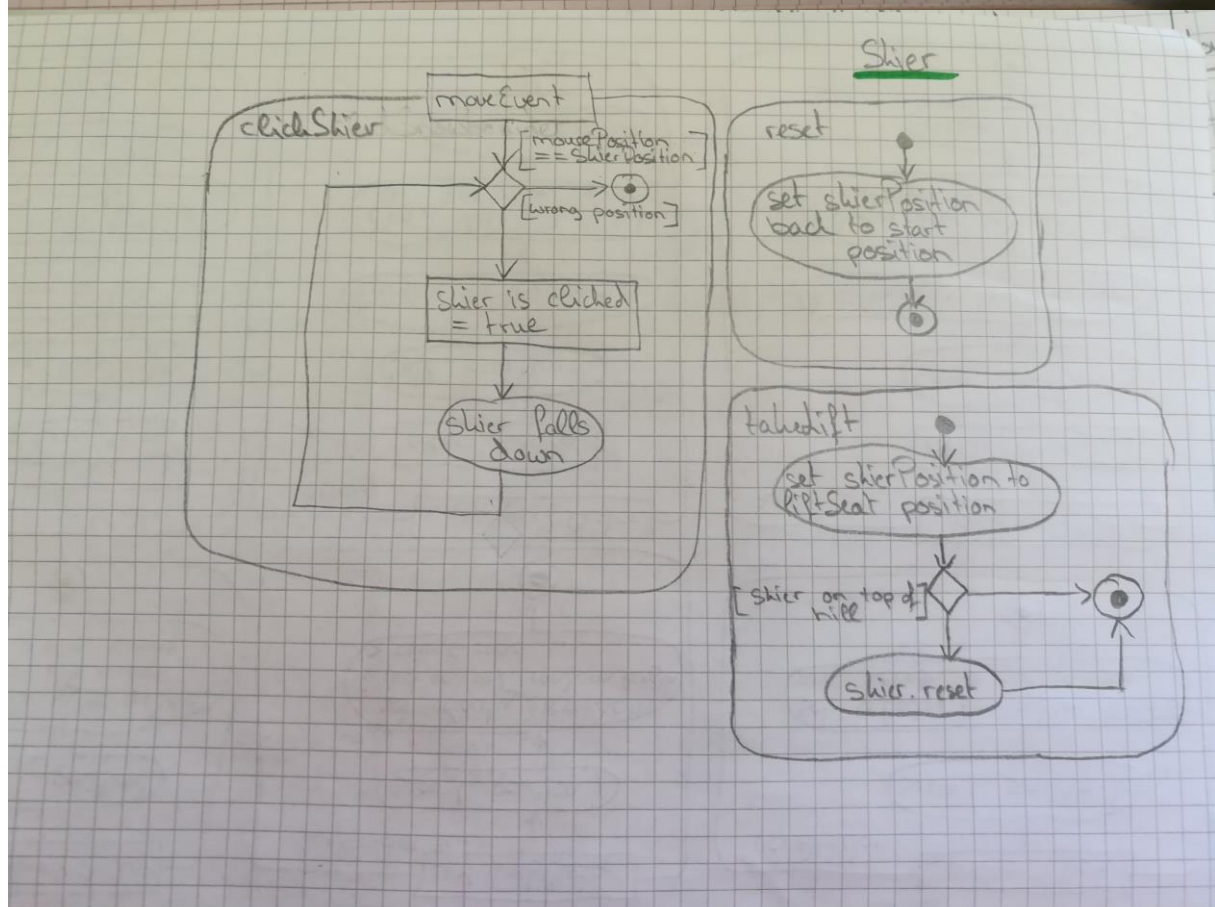 Skier
clickSkier
moveEvent
[mousePosition
==SkierPosition]
[wrong position]
skier is clicked
= true
skier falls
down
reset
set skierPosition
back to start
position
takeLift
set skierPosition to
liftSeat position
[skier on top of]
hill
skier.reset